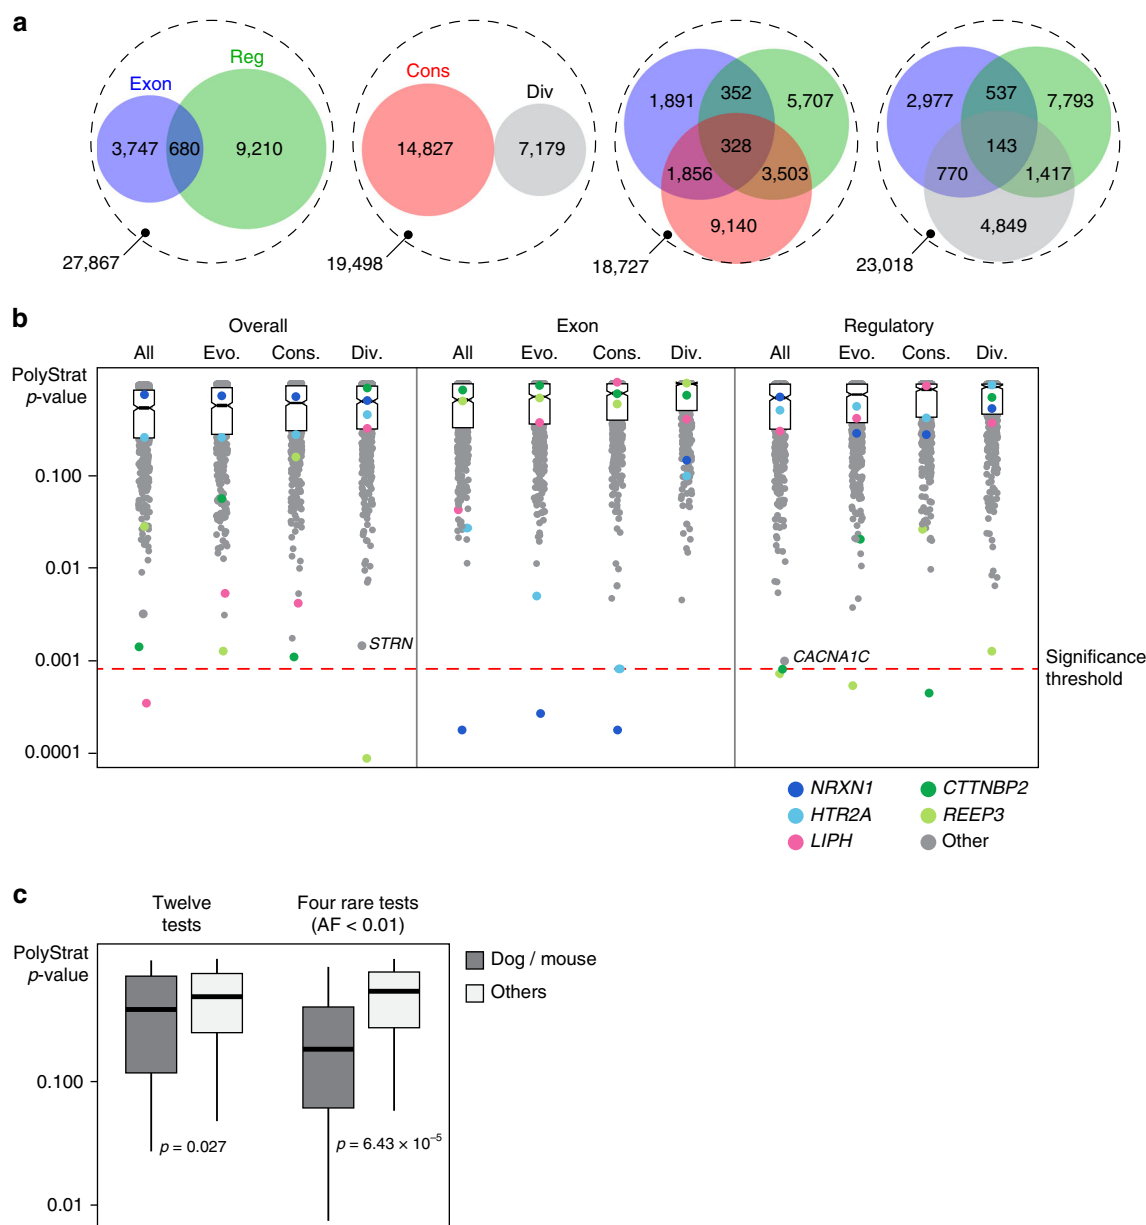 a
Exon
Reg
3,747
680
9,210
27,867
Cons
Div
14,827
7,179
19,498
1,891
352
5,707
328
1,856
3,503
9,140
18,727
2,977
537
7,793
143
770
1,417
4,849
23,018
b
Overall
Exon
Regulatory
All Evo. Cons. Div.
All Evo. Cons. Div.
All Evo. Cons. Div.
PolyStrat
p-value
0.100
0.01
0.001
0.0001
STRN
CACNA1C
Significance
threshold
NRXN1
HTR2A
LIPH
CTTNBP2
REEP3
Other
c
Twelve
tests
Four rare tests
(AF < 0.01)
PolyStrat
p-value
0.100
0.01
p = 0.027
p = 6.43 × 10⁻⁵
Dog / mouse
Others